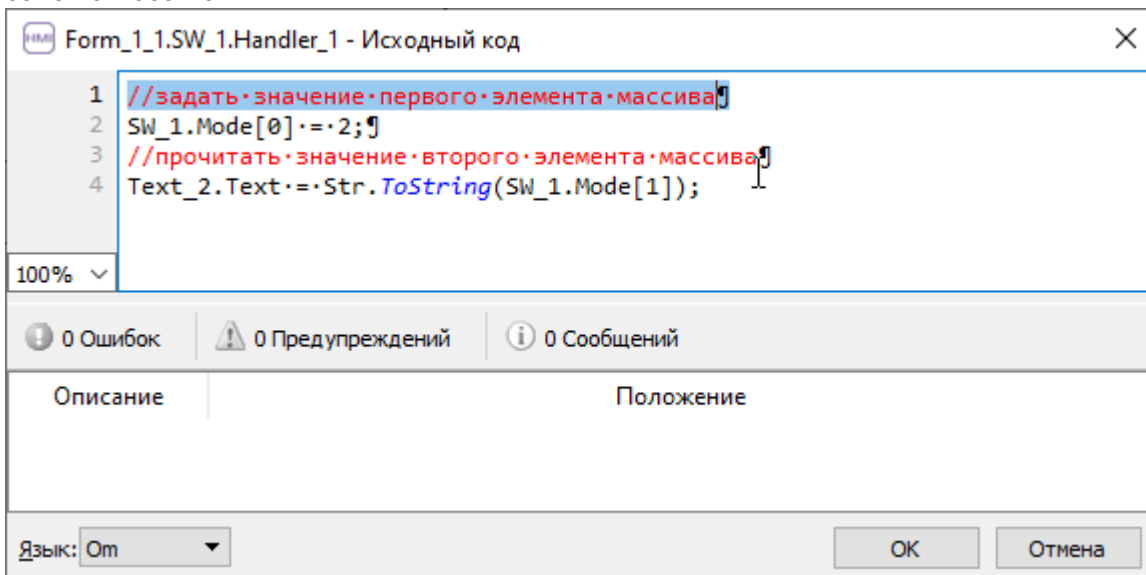 HMI Form_1_1.SW_1.Handler_1 - Исходный код
1 //задать·значение·первого·элемента·массива¶
2 SW_1.Mode[0]·=·2;¶
3 //прочитать·значение·второго·элемента·массива¶
4 Text_2.Text·=·Str.ToString(SW_1.Mode[1]);
100%
0 Ошибок 0 Предупреждений 0 Сообщений
Описание Положение
Язык: Om OK Отмена